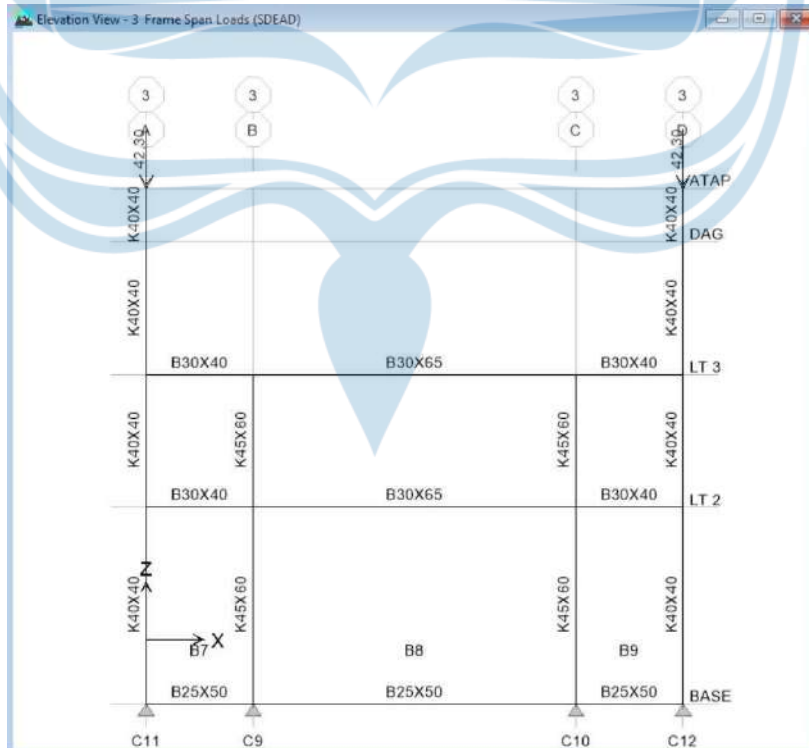 Elevation View - 3 Frame Span Loads (SDEAD)
3 3 3 3
A B C D
42.30 42.30
ATAP
K40X40 K40X40
DAG
K40X40 K40X40
B30X40 B30X65 B30X40 LT 3
K40X40 K45X60 K45X60 K40X40
B30X40 B30X65 B30X40 LT 2
Z
K40X40 K45X60 K45X60 K40X40
X
B7 B8 B9
B25X50 B25X50 B25X50 BASE
C11 C9 C10 C12